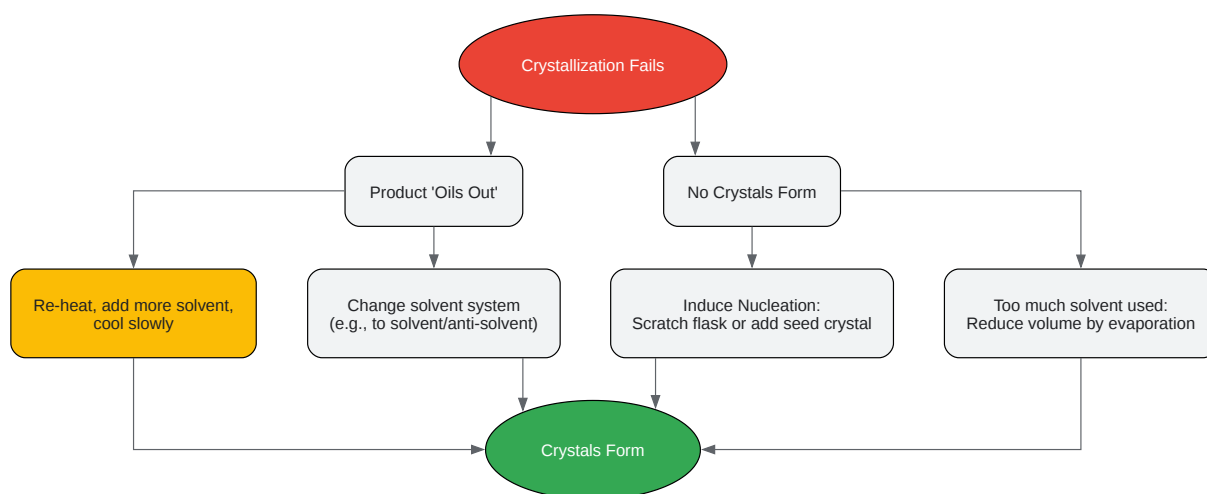 Crystallization Fails
Product 'Oils Out'
No Crystals Form
Re-heat, add more solvent,
cool slowly
Change solvent system
(e.g., to solvent/anti-solvent)
Induce Nucleation:
Scratch flask or add seed crystal
Too much solvent used:
Reduce volume by evaporation
Crystals Form